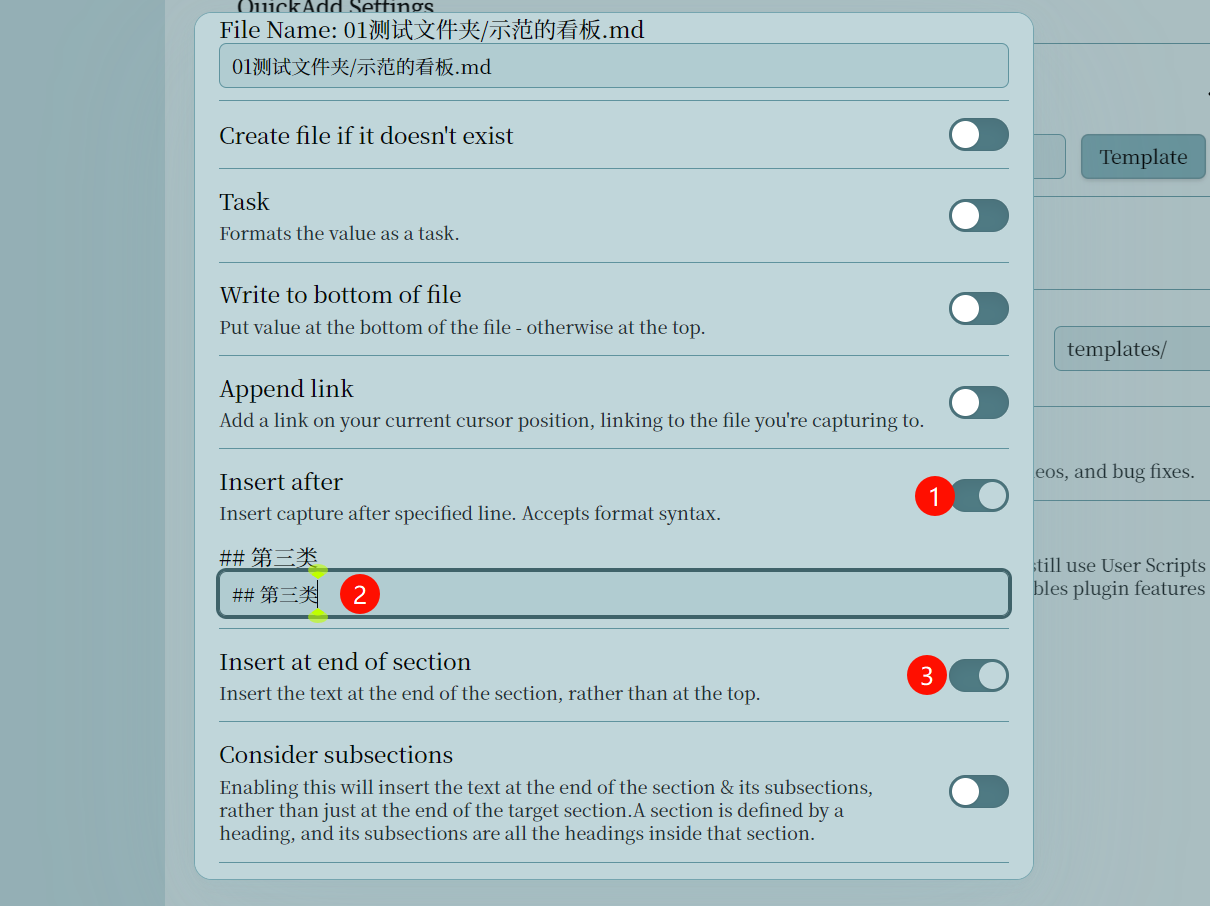 QuickAdd Settings
File Name: 01测试文件夹/示范的看板.md
01测试文件夹/示范的看板.md
Create file if it doesn't exist
Template
Task
Formats the value as a task.
Write to bottom of file
Put value at the bottom of the file - otherwise at the top.
templates/
Append link
Add a link on your current cursor position, linking to the file you're capturing to.
eos, and bug fixes.
Insert after
1
Insert capture after specified line. Accepts format syntax.
## 第三类
still use User Scripts
## 第三类
2
bles plugin features
Insert at end of section
3
Insert the text at the end of the section, rather than at the top.
Consider subsections
Enabling this will insert the text at the end of the section & its subsections,
rather than just at the end of the target section.A section is defined by a
heading, and its subsections are all the headings inside that section.